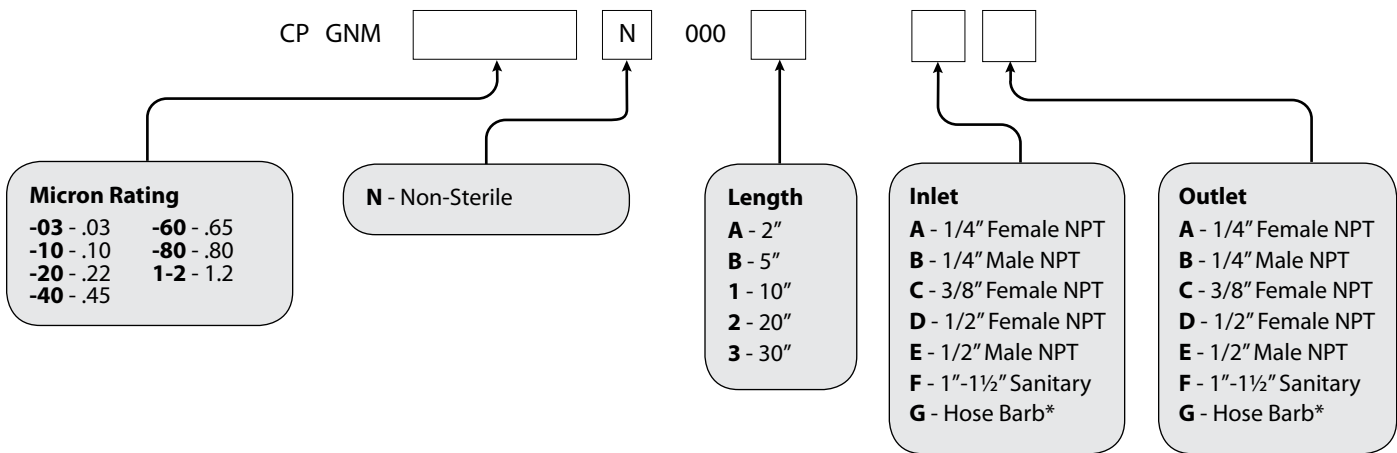 CP GNM N 000
Micron Rating
-03 - .03 -60 - .65
-10 - .10 -80 - .80
-20 - .22 1-2 - 1.2
-40 - .45
N - Non-Sterile
Length
A - 2”
B - 5”
1 - 10”
2 - 20”
3 - 30”
Inlet
A - 1/4” Female NPT
B - 1/4” Male NPT
C - 3/8” Female NPT
D - 1/2” Female NPT
E - 1/2” Male NPT
F - 1”-1½” Sanitary
G - Hose Barb*
Outlet
A - 1/4” Female NPT
B - 1/4” Male NPT
C - 3/8” Female NPT
D - 1/2” Female NPT
E - 1/2” Male NPT
F - 1”-1½” Sanitary
G - Hose Barb*